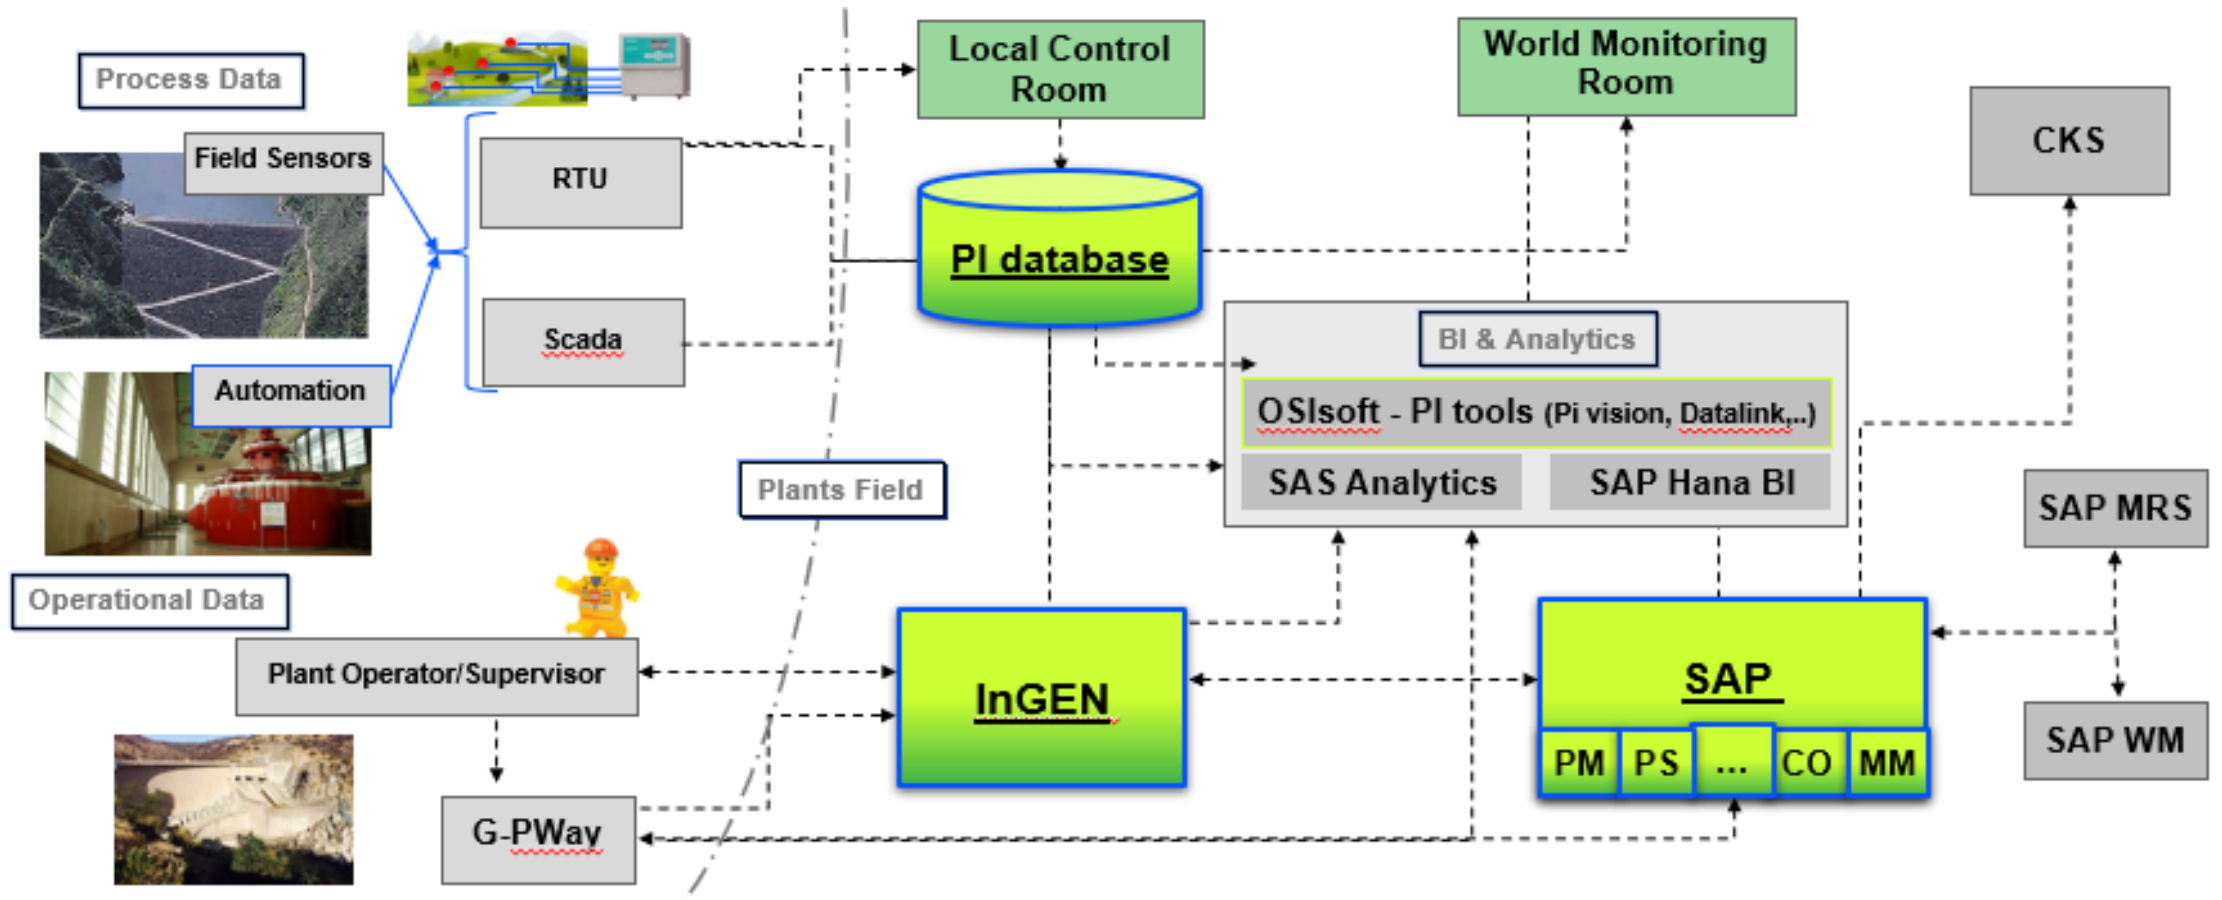 Process Data
Local Control
Room
World Monitoring
Room
CKS
Field Sensors
RTU
PI database
Scada
Automation
BI & Analytics
OSIsoft - PI tools (Pi vision, Datalink,..)
SAS Analytics
SAP Hana BI
Plants Field
SAP MRS
Operational Data
Plant Operator/Supervisor
InGEN
SAP
PM
PS
...
CO
MM
SAP WM
G-PWay